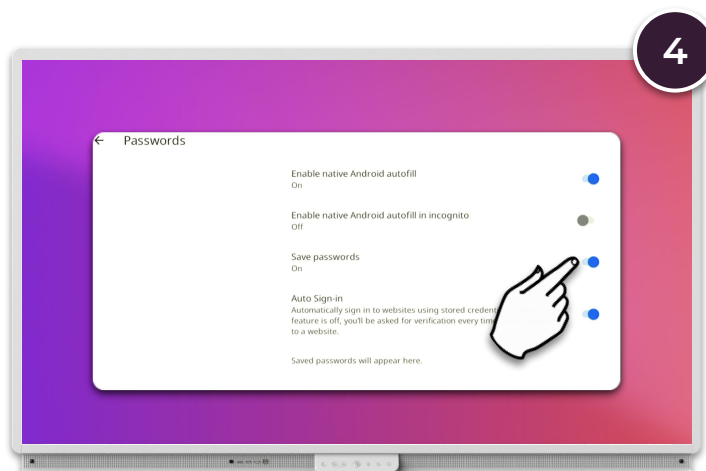 4
Passwords
Enable native Android autofill
On
Enable native Android autofill in incognito
Off
Save passwords
On
Auto Sign-in
Automatically sign in to websites using stored
feature is off, you'll be asked for verification every
to a website.
Saved passwords will appear here.